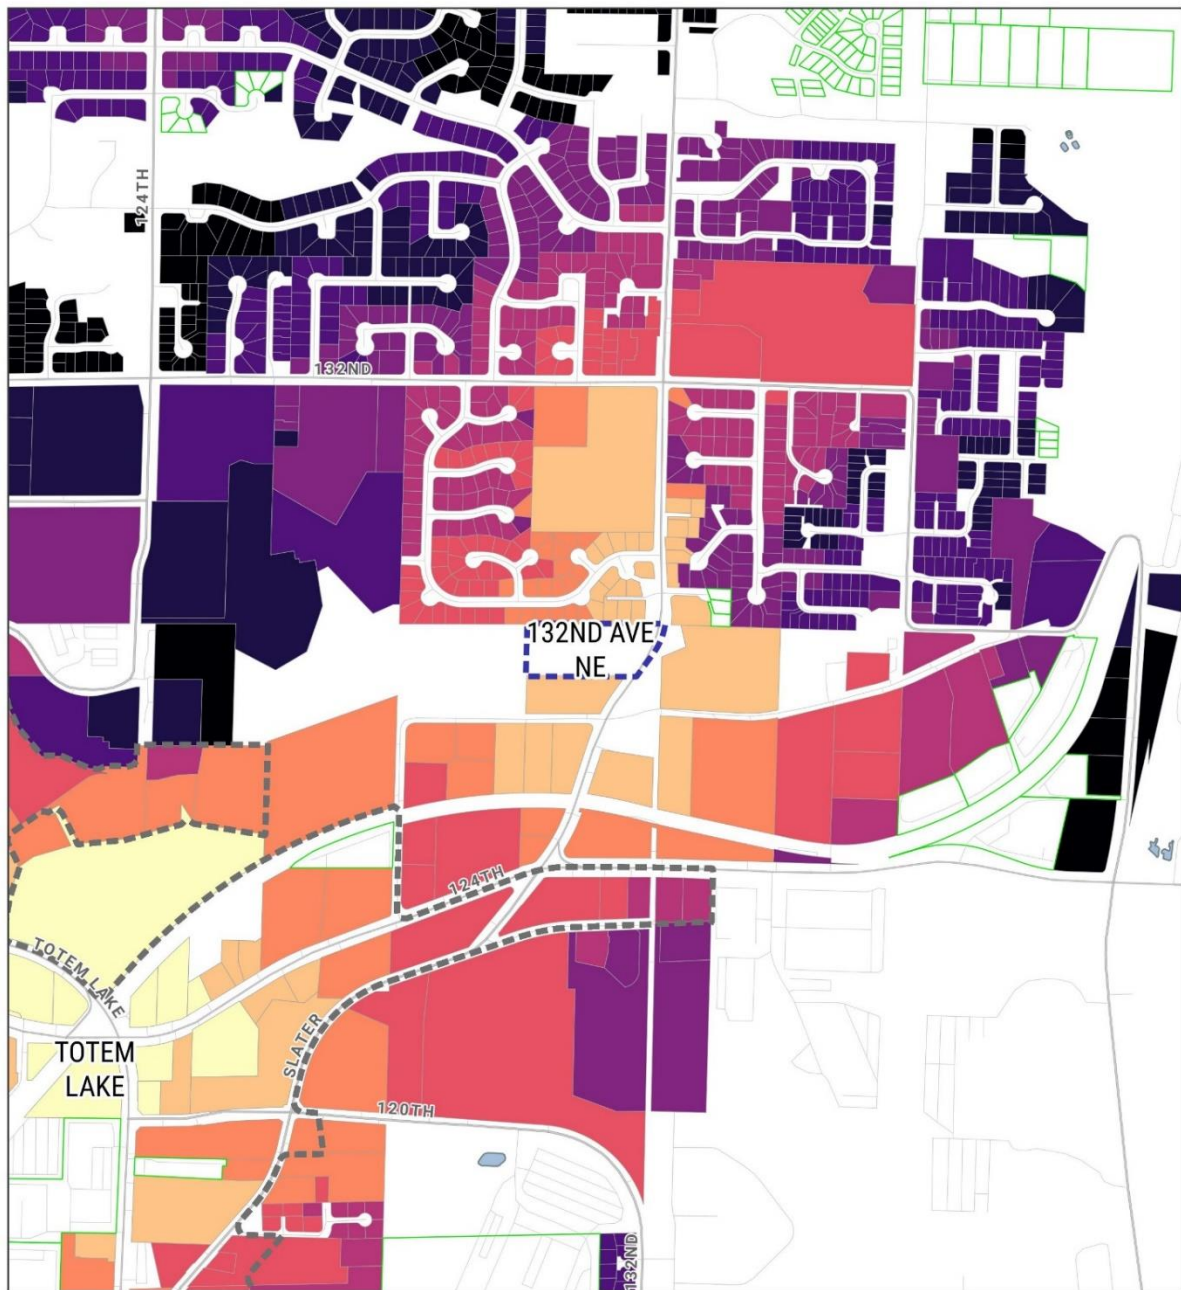 124TH
132ND
132ND AVE
NE
124TH
TOTEM LAKE
SLATER
TOTEM
LAKE
120TH
132ND